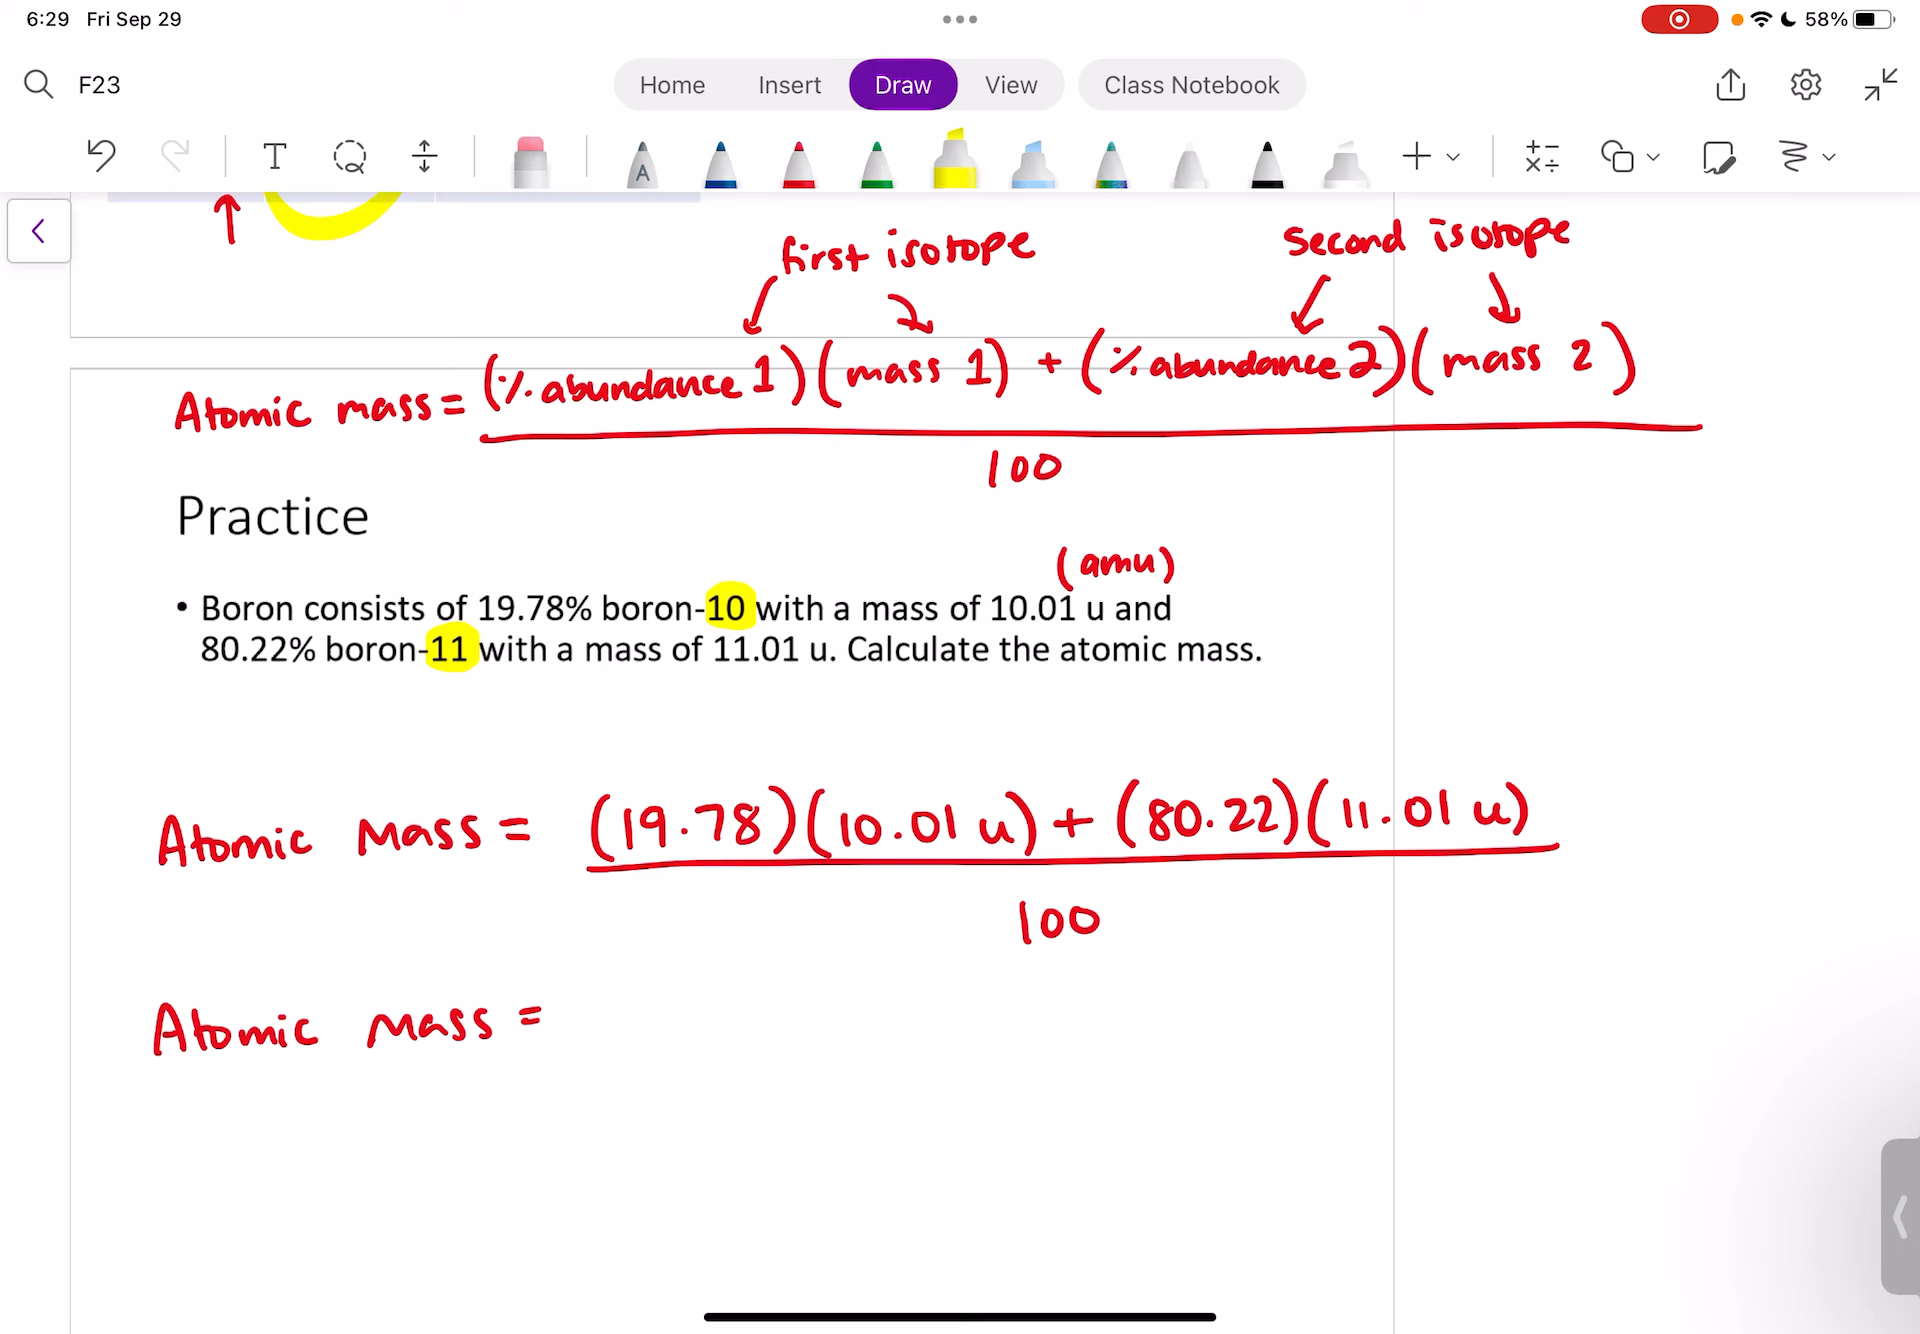 6:29 Fri Sep 29
58%
F23
Home Insert Draw View Class Notebook
T
A
first isotope
second isotope
Atomic mass = (% abundance 1)(mass 1) + (% abundance 2)(mass 2)
100
Practice
(amu)
• Boron consists of 19.78% boron-10 with a mass of 10.01 u and
80.22% boron-11 with a mass of 11.01 u. Calculate the atomic mass.
Atomic Mass = (19.78)(10.01 u) + (80.22)(11.01 u)
100
Atomic Mass =